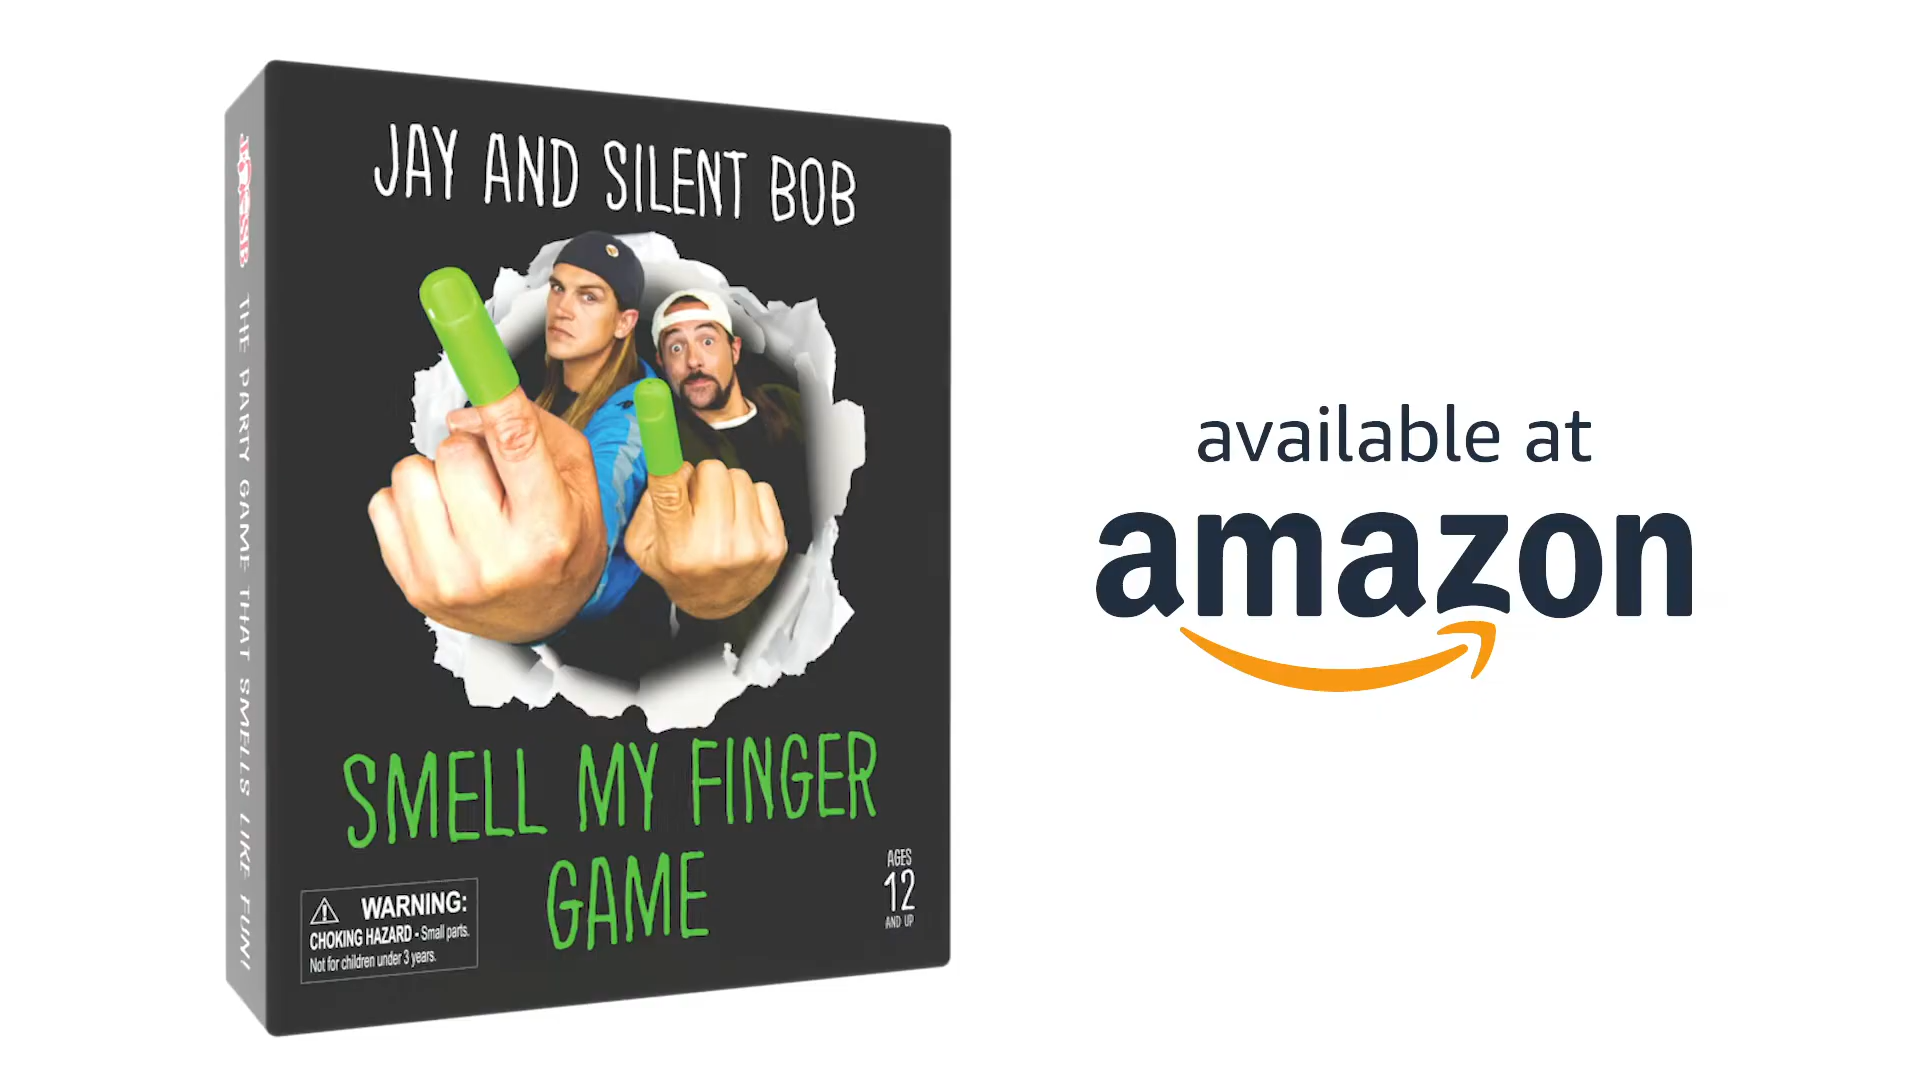 JAY AND SILENT BOB
SMELL MY FINGER
GAME
AGES
12
AND UP
WARNING:
CHOKING HAZARD - Small parts.
Not for children under 3 years.
THE PARTY GAME THAT SMELLS LIKE FUN!
available at
amazon